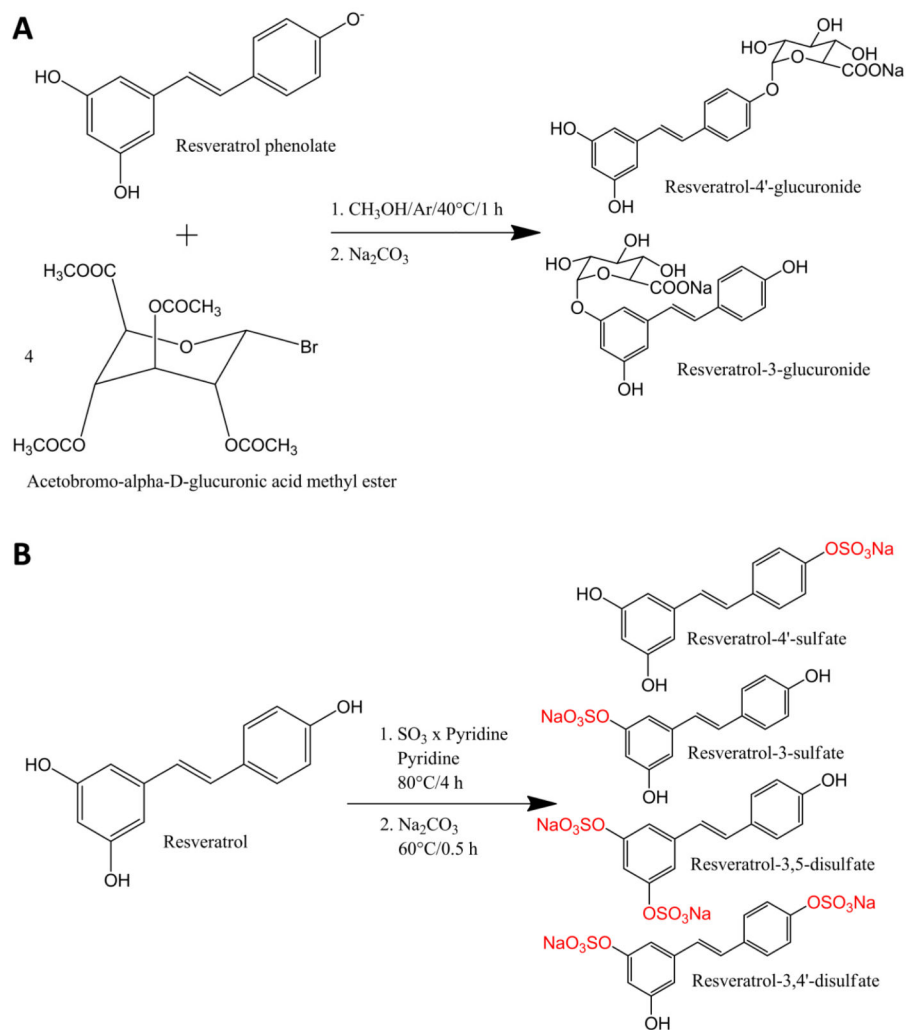 A
O-
HO
OH
Resveratrol phenolate
+
H₃COOC
OCOCH₃
O
Br
4
H₃COCO
OCOCH₃
Acetobromo-alpha-D-glucuronic acid methyl ester
1. CH₃OH/Ar/40°C/1 h
2. Na₂CO₃
OH
HO
HO
OH
O
COONa
O
HO
OH
Resveratrol-4'-glucuronide
OH
HO
HO
OH
O
COONa
O
OH
OH
Resveratrol-3-glucuronide
B
OH
HO
OH
Resveratrol
1. SO₃ x Pyridine
Pyridine
80°C/4 h
2. Na₂CO₃
60°C/0.5 h
OSO₃Na
HO
OH
Resveratrol-4'-sulfate
OH
NaO₃SO
OH
Resveratrol-3-sulfate
OH
NaO₃SO
OSO₃Na
Resveratrol-3,5-disulfate
OSO₃Na
NaO₃SO
OH
Resveratrol-3,4'-disulfate